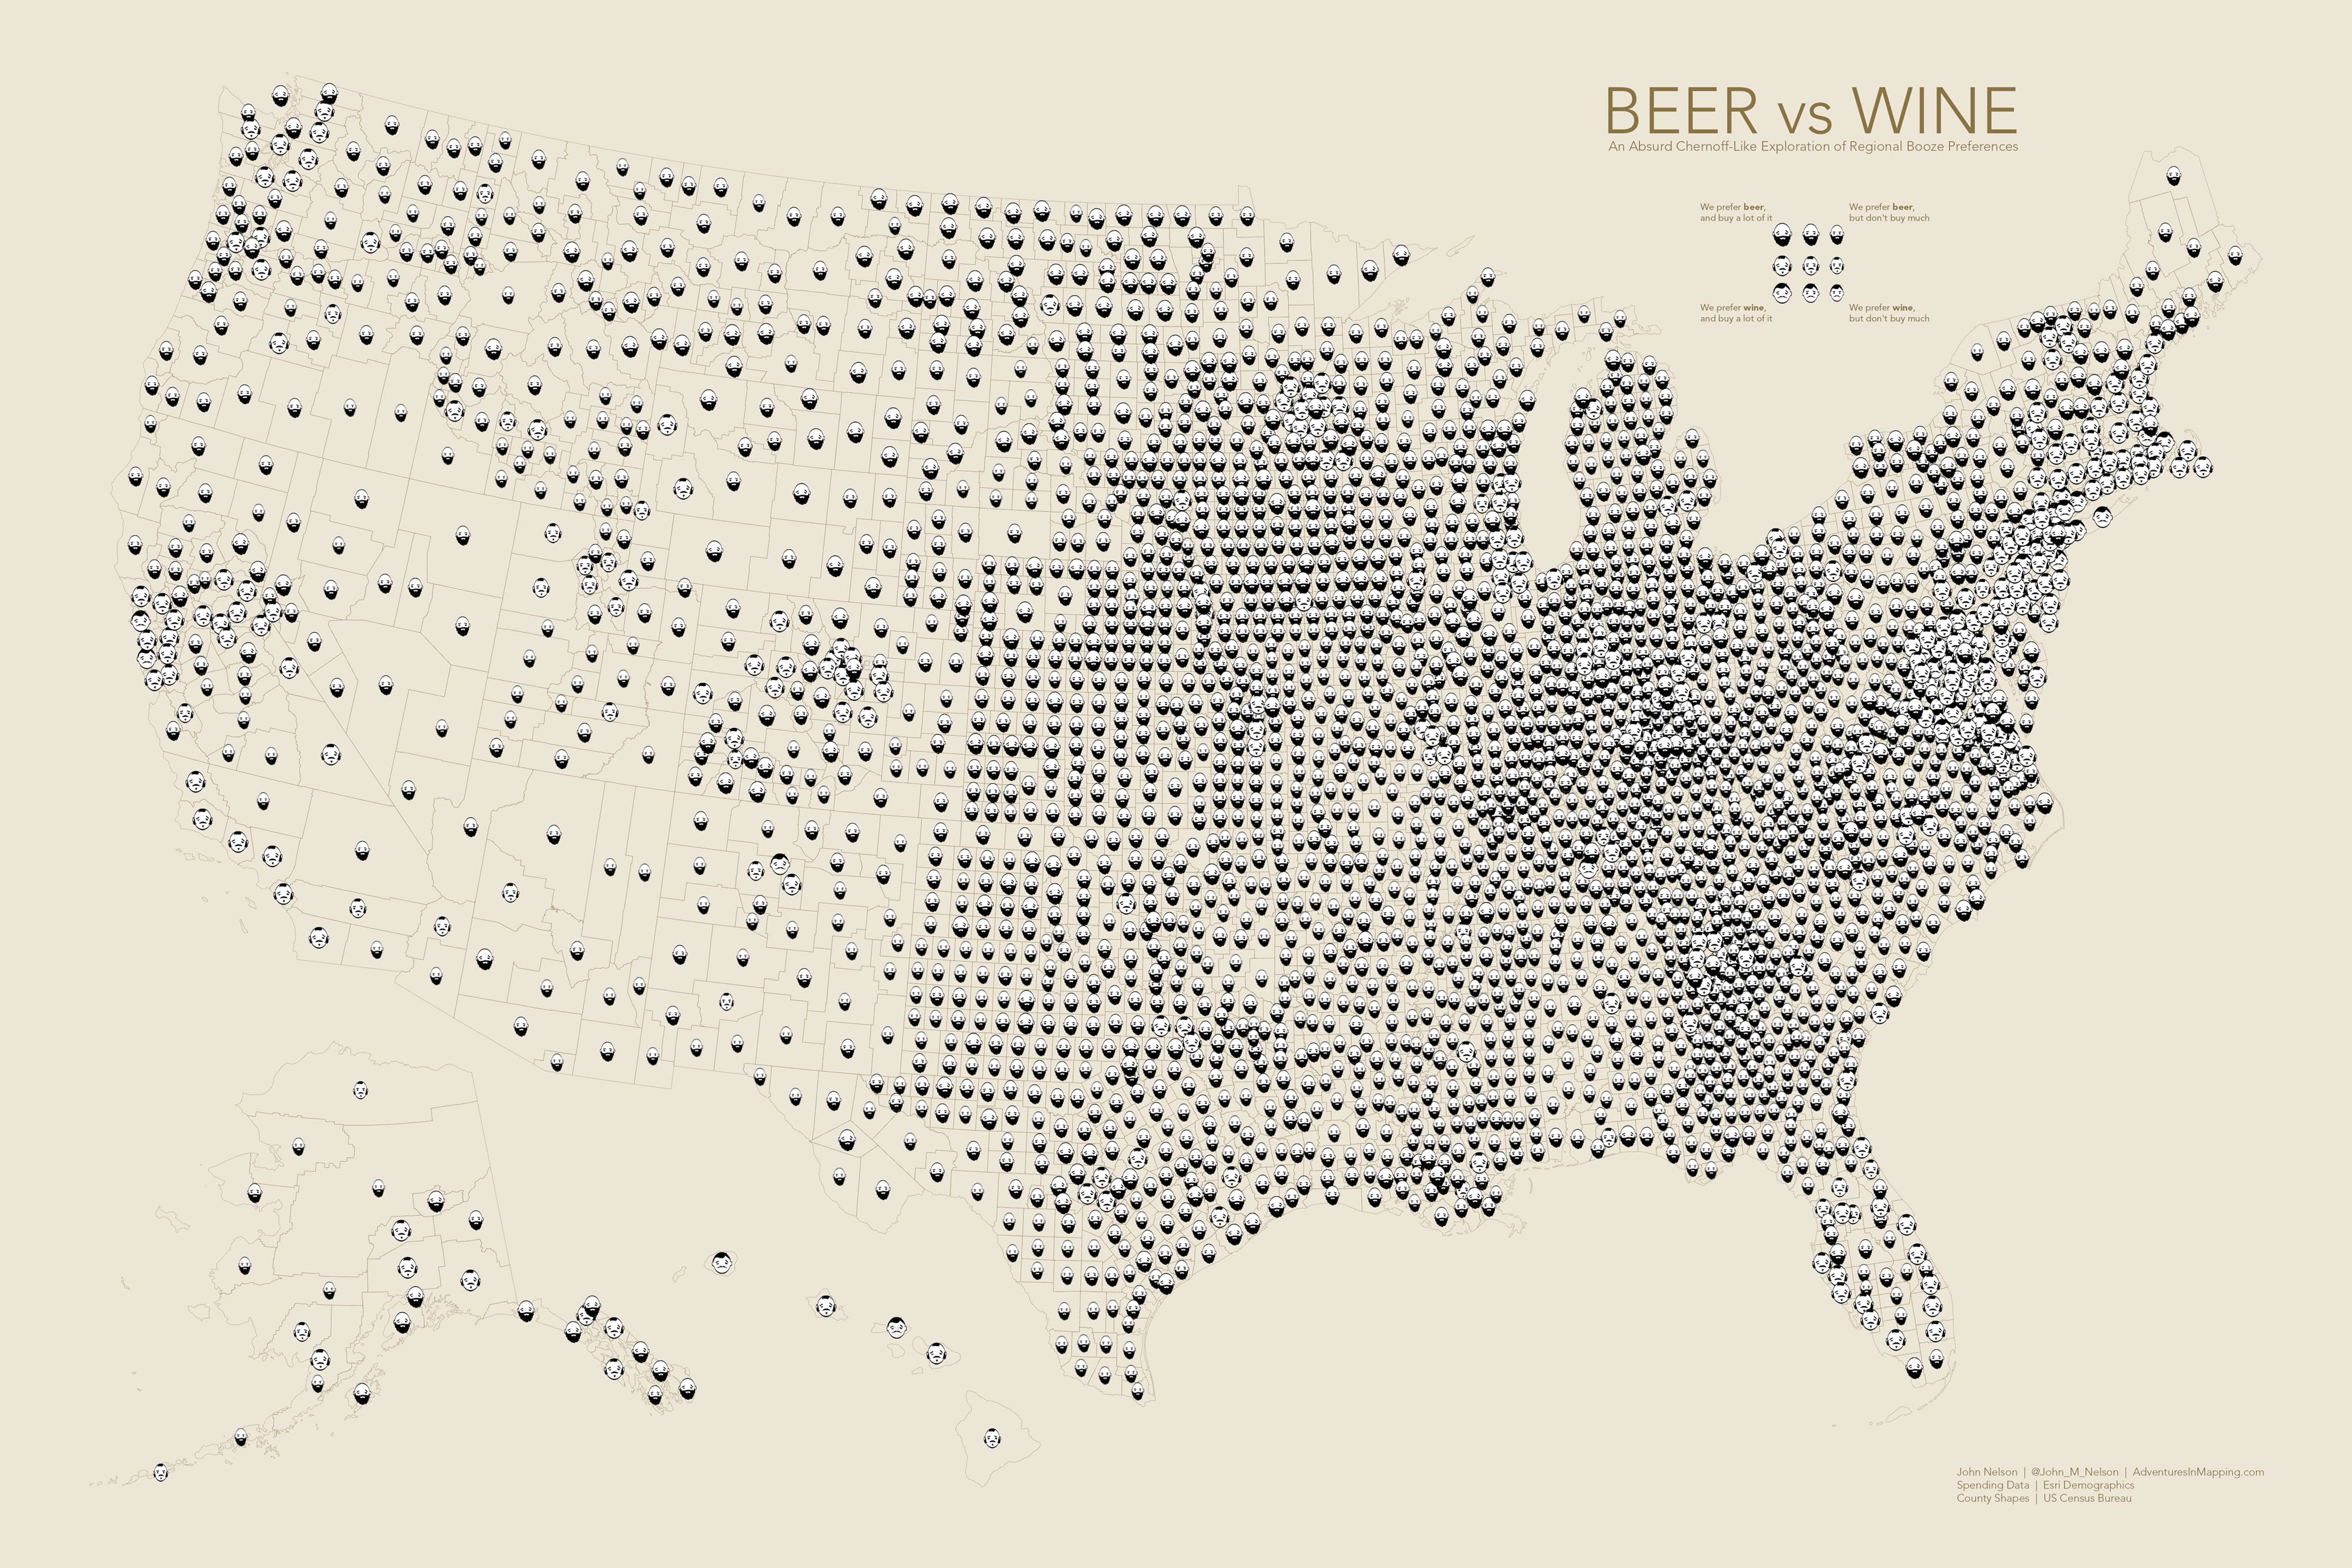 BEER vs WINE
An Absurd Chernoff-Like Exploration of Regional Booze Preferences
We prefer beer,
and buy a lot of it
We prefer beer,
but don't buy much
We prefer wine,
and buy a lot of it
We prefer wine,
but don't buy much
John Nelson | @John_M_Nelson | AdventuresInMapping.com
Spending Data | Esri Demographics
County Shapes | US Census Bureau